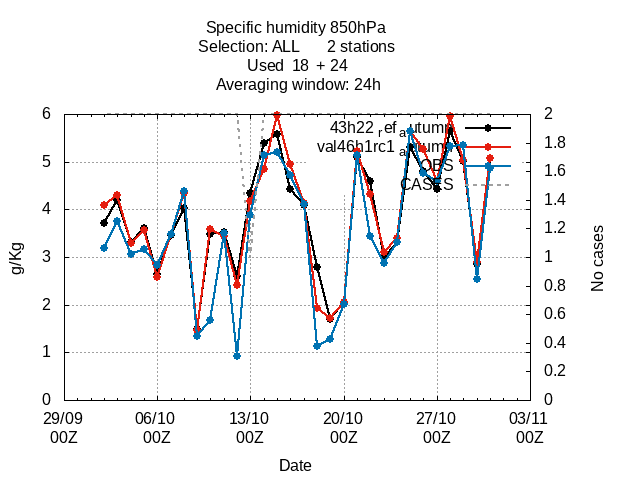 Specific humidity 850hPa
Selection: ALL 2 stations
Used 18 + 24
Averaging window: 24h
43h22_ref_autumn
val46h1rc1_autumn
OBS
CASES
6
5
4
3
2
1
0
2
1.8
1.6
1.4
1.2
1
0.8
0.6
0.4
0.2
0
g/Kg
No cases
29/09 06/10 13/10 20/10 27/10 03/11
00Z 00Z 00Z 00Z 00Z 00Z
Date